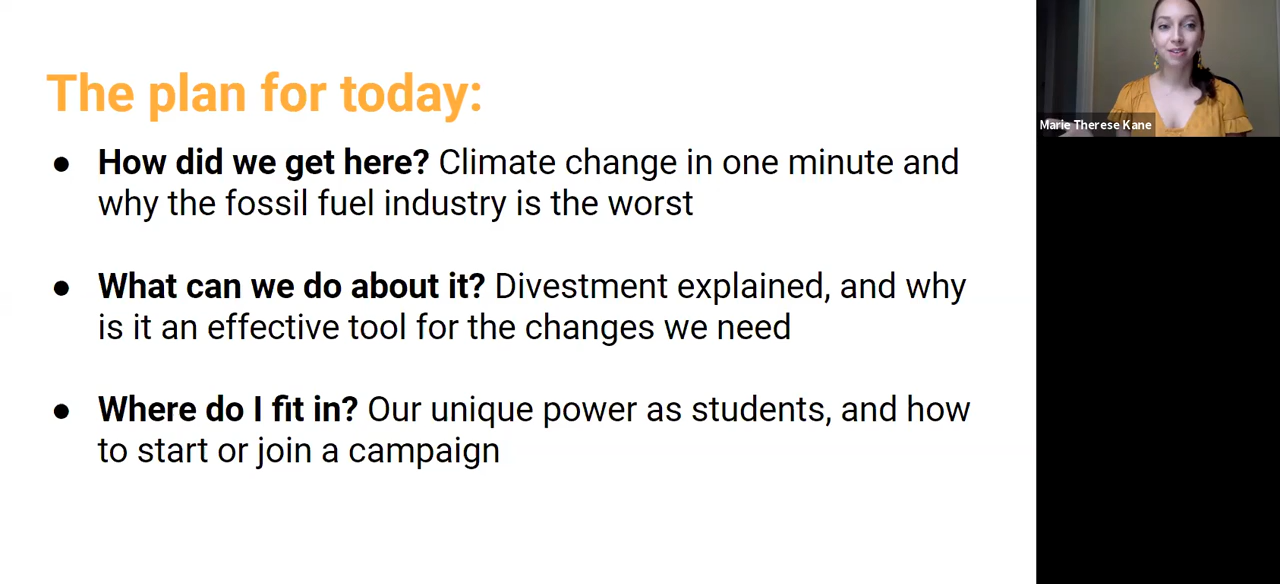 The plan for today:
● How did we get here? Climate change in one minute and
why the fossil fuel industry is the worst
● What can we do about it? Divestment explained, and why
is it an effective tool for the changes we need
● Where do I fit in? Our unique power as students, and how
to start or join a campaign
Marie Therese Kane